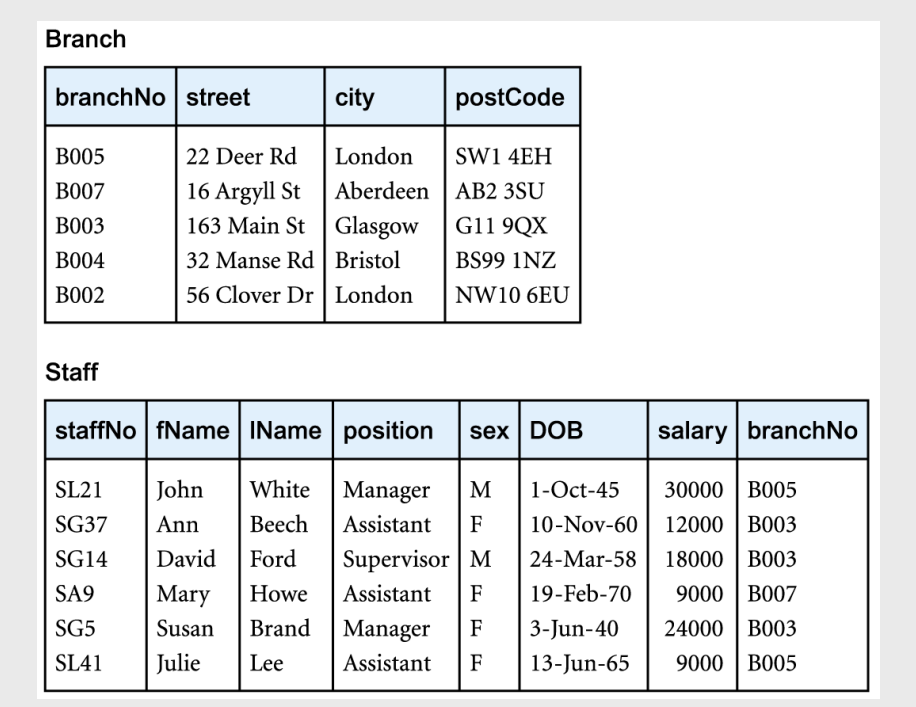 Branch
branchNo street city postCode
B005 22 Deer Rd London SW1 4EH
B007 16 Argyll St Aberdeen AB2 3SU
B003 163 Main St Glasgow G11 9QX
B004 32 Manse Rd Bristol BS99 1NZ
B002 56 Clover Dr London NW10 6EU
Staff
staffNo fName lName position sex DOB salary branchNo
SL21 John White Manager M 1-Oct-45 30000 B005
SG37 Ann Beech Assistant F 10-Nov-60 12000 B003
SG14 David Ford Supervisor M 24-Mar-58 18000 B003
SA9 Mary Howe Assistant F 19-Feb-70 9000 B007
SG5 Susan Brand Manager F 3-Jun-40 24000 B003
SL41 Julie Lee Assistant F 13-Jun-65 9000 B005